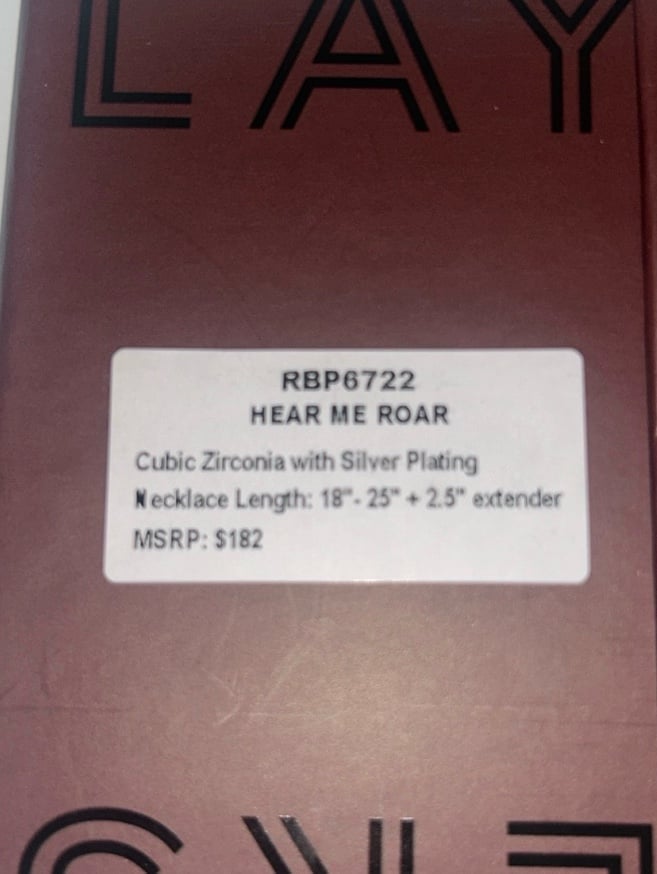 LAY
RBP6722
HEAR ME ROAR
Cubic Zirconia with Silver Plating
Necklace Length: 18"- 25" + 2.5" extender
MSRP: $182